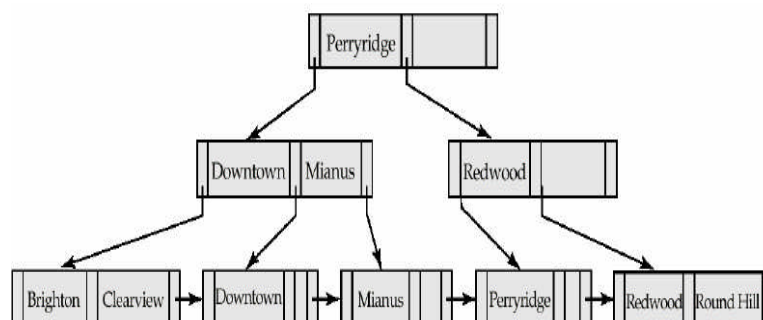 Perryridge
Downtown Mianus Redwood
Brighton Clearview Downtown Mianus Perryridge Redwood Round Hill